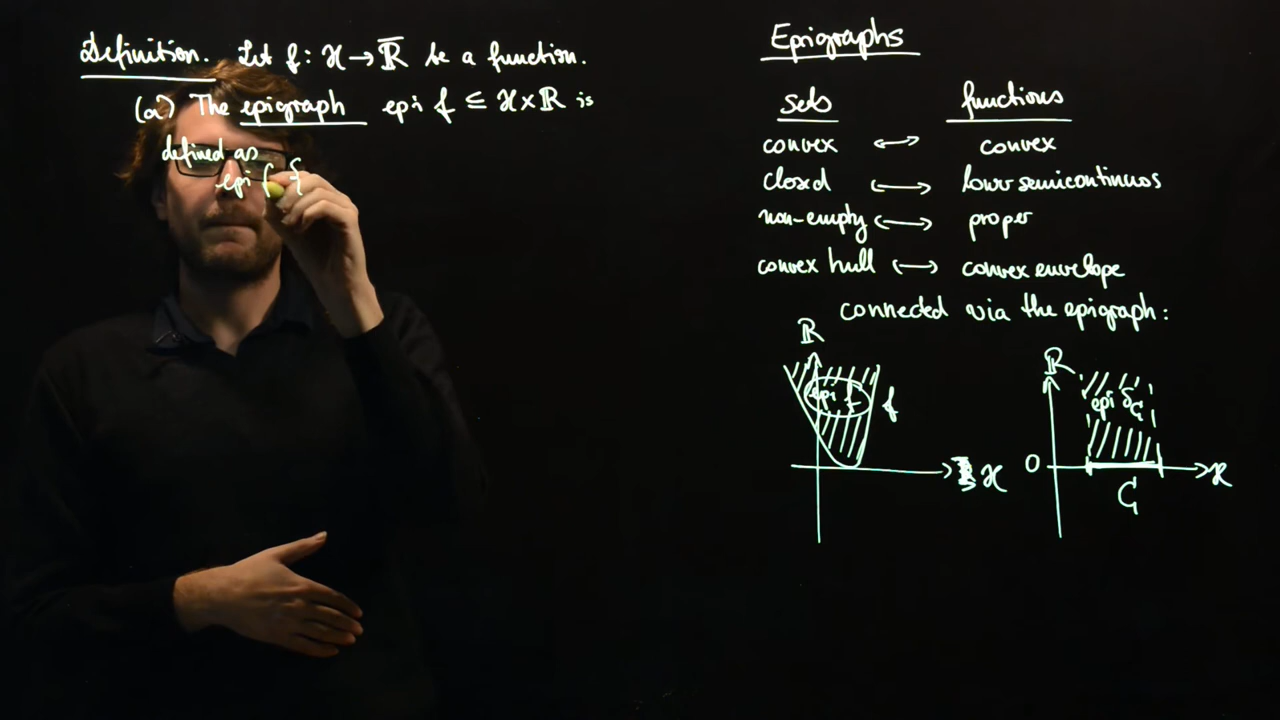 Definition. Let f: X → R̅ be a function.
(a) The epigraph epi f ⊆ X × R is
defined as
epi f {
Epigraphs
sets functions
convex ↔ convex
closed ↔ lower semicontinuos
non-empty ↔ proper
convex hull ↔ convex envelope
connected via the epigraph:
R
epi f
f
X
R
epi δ_C
0
X
C